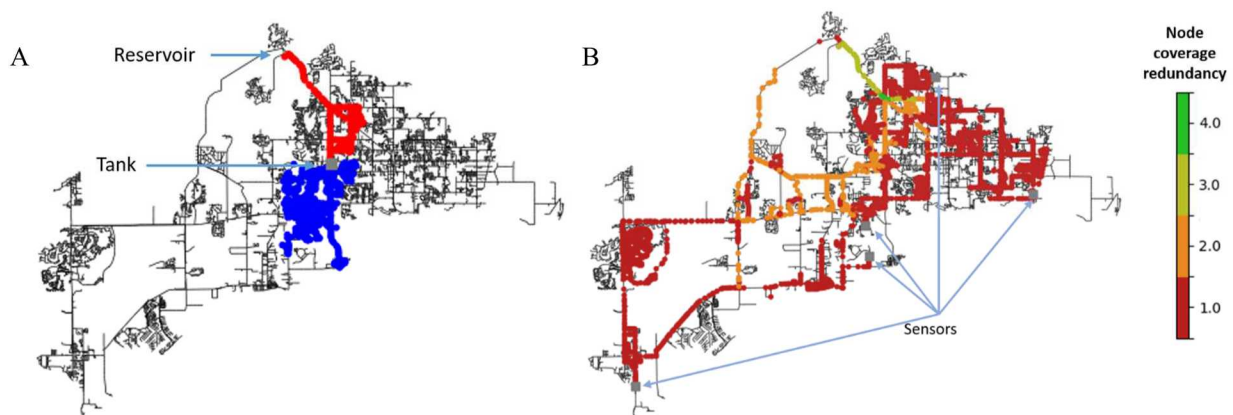 A
Reservoir
Tank
B
Sensors
Node
coverage
redundancy
4.0
3.0
2.0
1.0